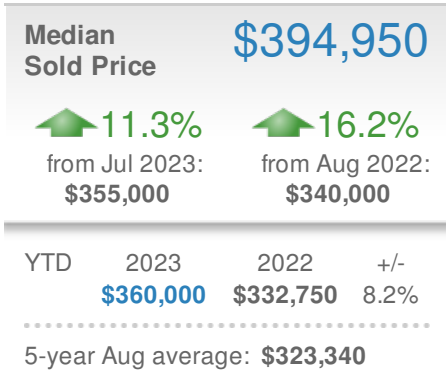 Median
Sold Price
$394,950
11.3% 16.2%
from Jul 2023: from Aug 2022:
$355,000 $340,000
YTD 2023 2022 +/-
$360,000 $332,750 8.2%
5-year Aug average: $323,340